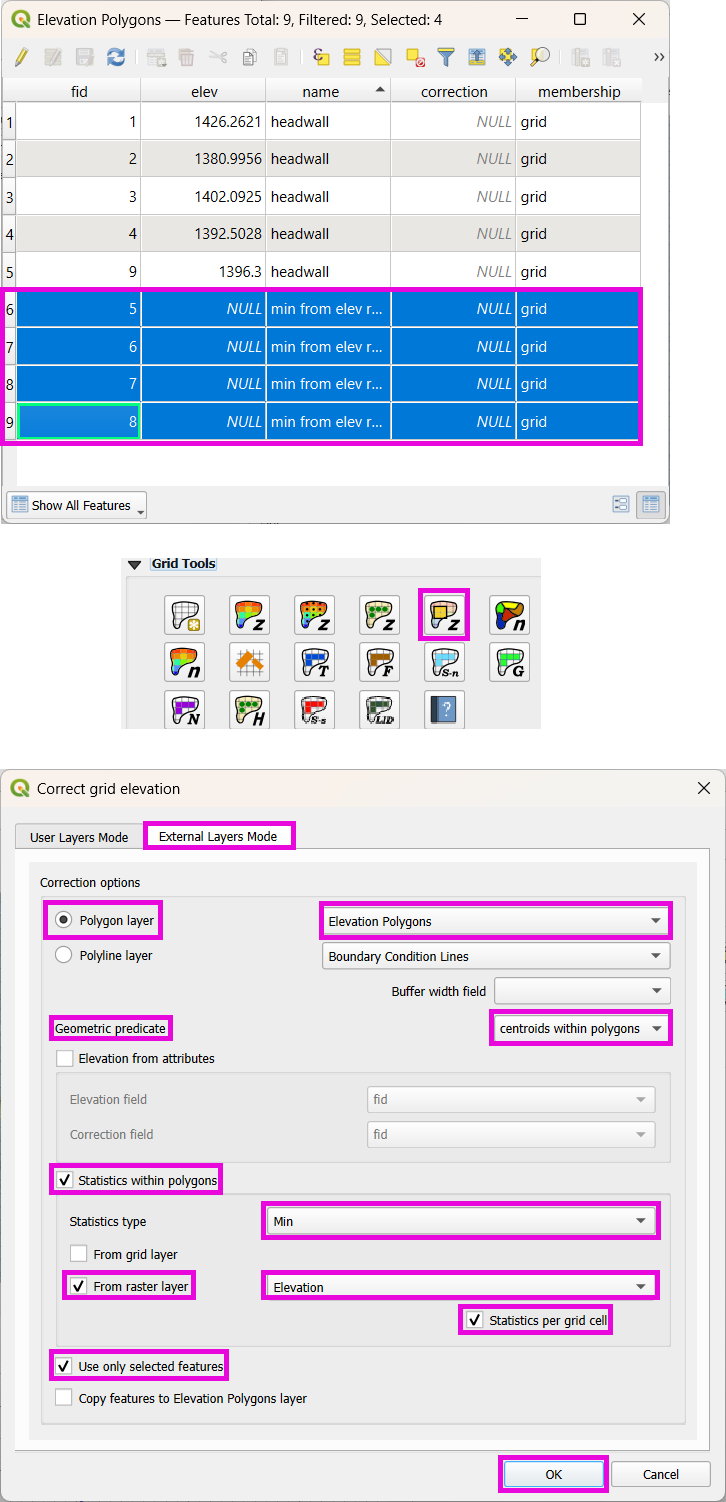 Elevation Polygons — Features Total: 9, Filtered: 9, Selected: 4
»
fid elev name correction membership
1 1 1426.2621 headwall NULL grid
2 2 1380.9956 headwall NULL grid
3 3 1402.0925 headwall NULL grid
4 4 1392.5028 headwall NULL grid
5 9 1396.3 headwall NULL grid
6 5 NULL min from elev r... NULL grid
7 6 NULL min from elev r... NULL grid
8 7 NULL min from elev r... NULL grid
9 8 NULL min from elev r... NULL grid
Show All Features
Grid Tools
z z z z n
n T F S-n G
N H S-s LID ?
Correct grid elevation
User Layers Mode External Layers Mode
Correction options
Polygon layer Elevation Polygons
Polyline layer Boundary Condition Lines
Buffer width field
Geometric predicate centroids within polygons
Elevation from attributes
Elevation field fid
Correction field fid
Statistics within polygons
Statistics type Min
From grid layer
From raster layer Elevation
Statistics per grid cell
Use only selected features
Copy features to Elevation Polygons layer
OK Cancel